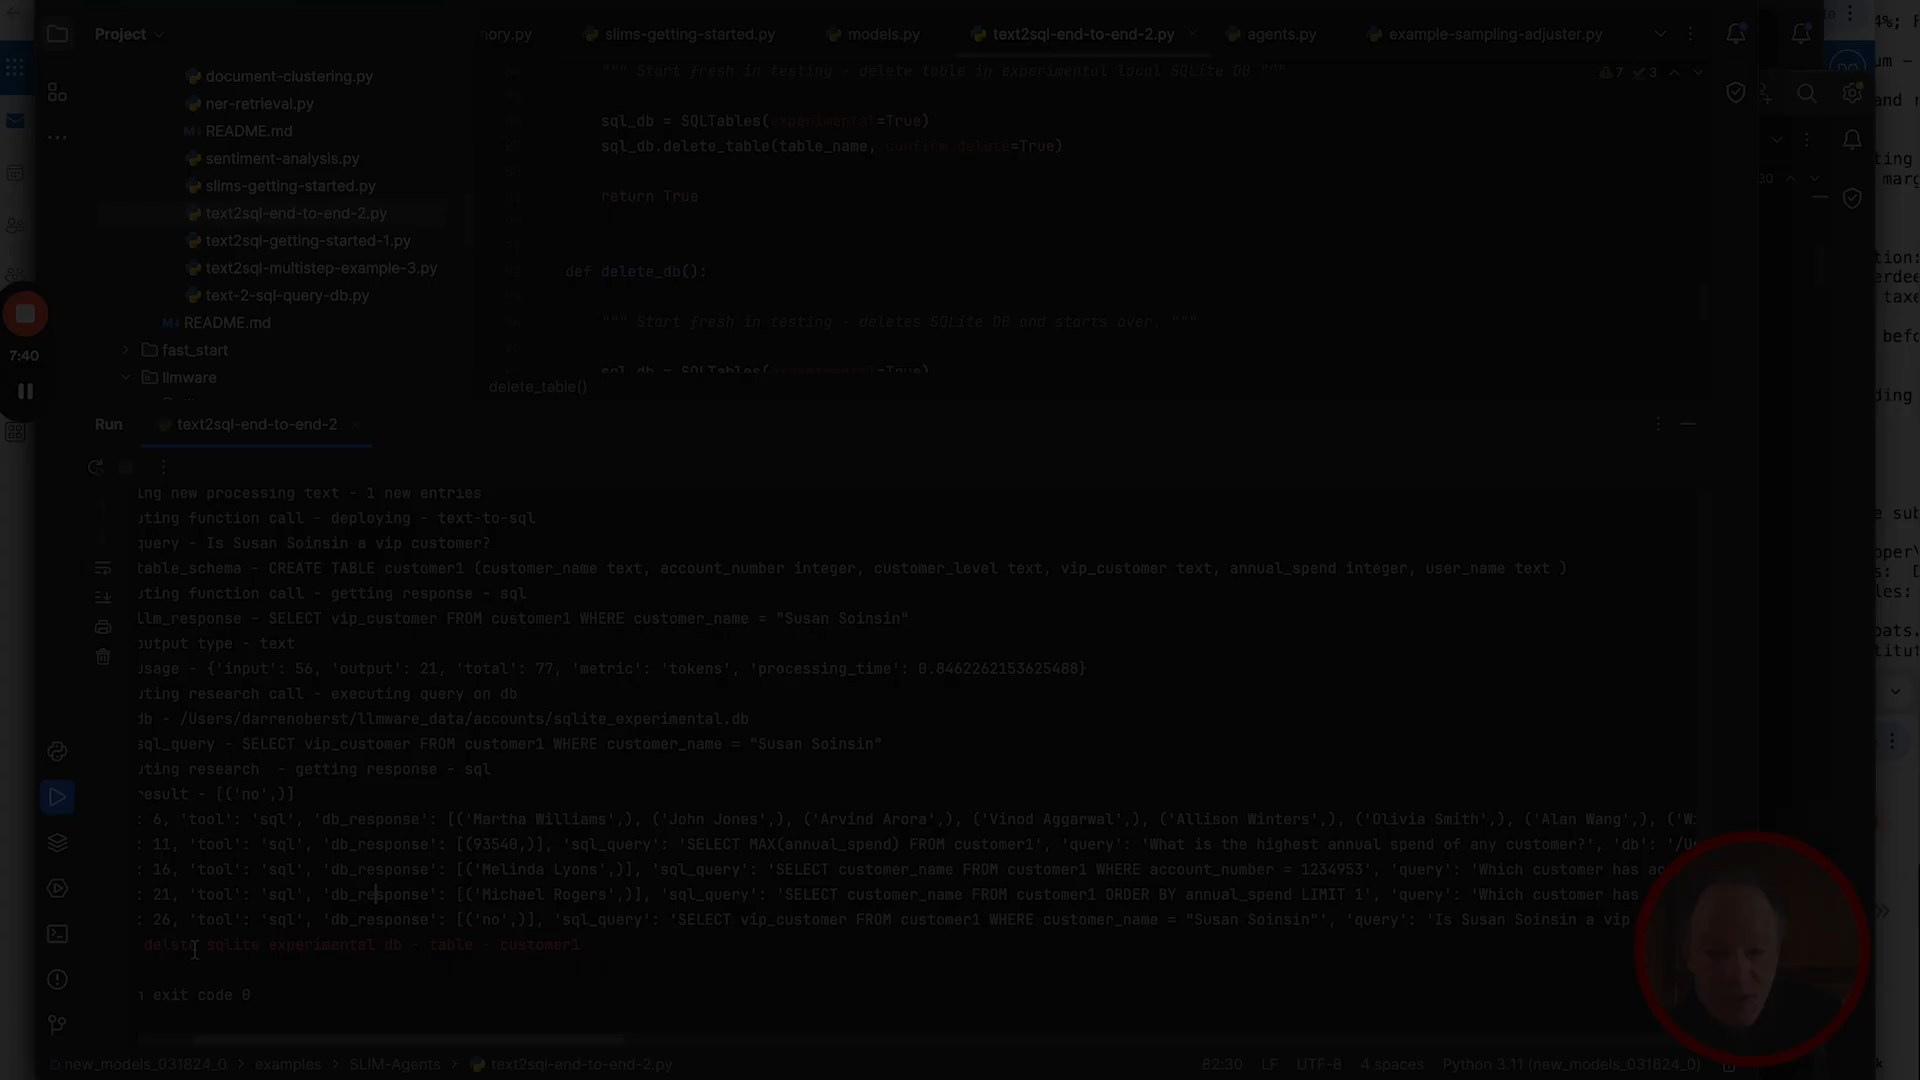 Project
ory.py
slims-getting-started.py
models.py
text2sql-end-to-end-2.py
agents.py
example-sampling-adjuster.py
document-clustering.py
ner-retrieval.py
README.md
sentiment-analysis.py
slims-getting-started.py
text2sql-end-to-end-2.py
text2sql-getting-started-1.py
text2sql-multistep-example-3.py
text-2-sql-query-db.py
README.md
fast_start
llmware
7:40
""" Start fresh in testing - delete table in experimental local SQLite DB """
7 3
sql_db = SQLTables(experimental=True)
sql_db.delete_table(table_name, confirm_delete=True)
return True
def delete_db():
""" Start fresh in testing - deletes SQLite DB and starts over. """
sql_db = SQLTables(experimental=True)
delete_table()
Run
text2sql-end-to-end-2
ing new processing text - 1 new entries
uting function call - deploying - text-to-sql
query - Is Susan Soinsin a vip customer?
table_schema - CREATE TABLE customer1 (customer_name text, account_number integer, customer_level text, vip_customer text, annual_spend integer, user_name text )
uting function call - getting response - sql
llm_response - SELECT vip_customer FROM customer1 WHERE customer_name = "Susan Soinsin"
output type - text
usage - {'input': 56, 'output': 21, 'total': 77, 'metric': 'tokens', 'processing_time': 0.8462262153625488}
uting research call - executing query on db
db - /Users/darrenoberst/llmware_data/accounts/sqlite_experimental.db
sql_query - SELECT vip_customer FROM customer1 WHERE customer_name = "Susan Soinsin"
uting research  - getting response - sql
result - [('no',)]
: 6, 'tool': 'sql', 'db_response': [('Martha Williams',), ('John Jones',), ('Arvind Arora',), ('Vinod Aggarwal',), ('Allison Winters',), ('Olivia Smith',), ('Alan Wang',), ('W
: 11, 'tool': 'sql', 'db_response': [(93540,)], 'sql_query': 'SELECT MAX(annual_spend) FROM customer1', 'query': 'What is the highest annual spend of any customer?', 'db': '/U
: 16, 'tool': 'sql', 'db_response': [('Melinda Lyons',)], 'sql_query': 'SELECT customer_name FROM customer1 WHERE account_number = 1234953', 'query': 'Which customer has ac
: 21, 'tool': 'sql', 'db_response': [('Michael Rogers',)], 'sql_query': 'SELECT customer_name FROM customer1 ORDER BY annual_spend LIMIT 1', 'query': 'Which customer has
: 26, 'tool': 'sql', 'db_response': [('no',)], 'sql_query': 'SELECT vip_customer FROM customer1 WHERE customer_name = "Susan Soinsin"', 'query': 'Is Susan Soinsin a vip
delete sqlite experimental db - table - customer1
exit code 0
new_models_031824_0 > examples > SLIM-Agents > text2sql-end-to-end-2.py
82:30 LF UTF-8 4 spaces Python 3.11 (new_models_031824_0)